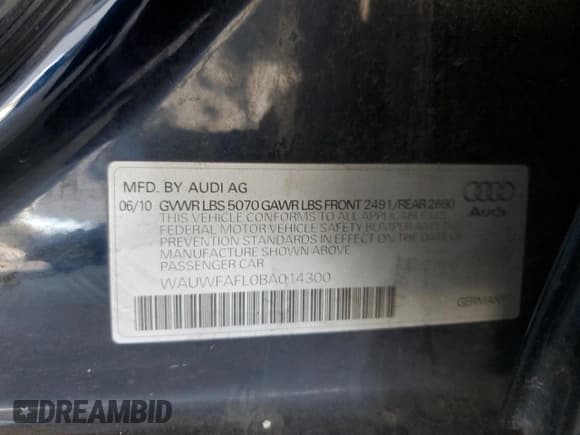 MFD. BY AUDI AG
06/10 GVWR LBS 5070 GAWR LBS FRONT 2491/REAR 2690
THIS VEHICLE CONFORMS TO ALL APPLICABLE U.S.
FEDERAL MOTOR VEHICLE SAFETY BUMPER AND THEFT
PREVENTION STANDARDS IN EFFECT ON THE DATE OF
MANUFACTURE SHOWN ABOVE.
PASSENGER CAR
WAUWFAFL0BA014300
GERMANY
Audi
DREAMBID